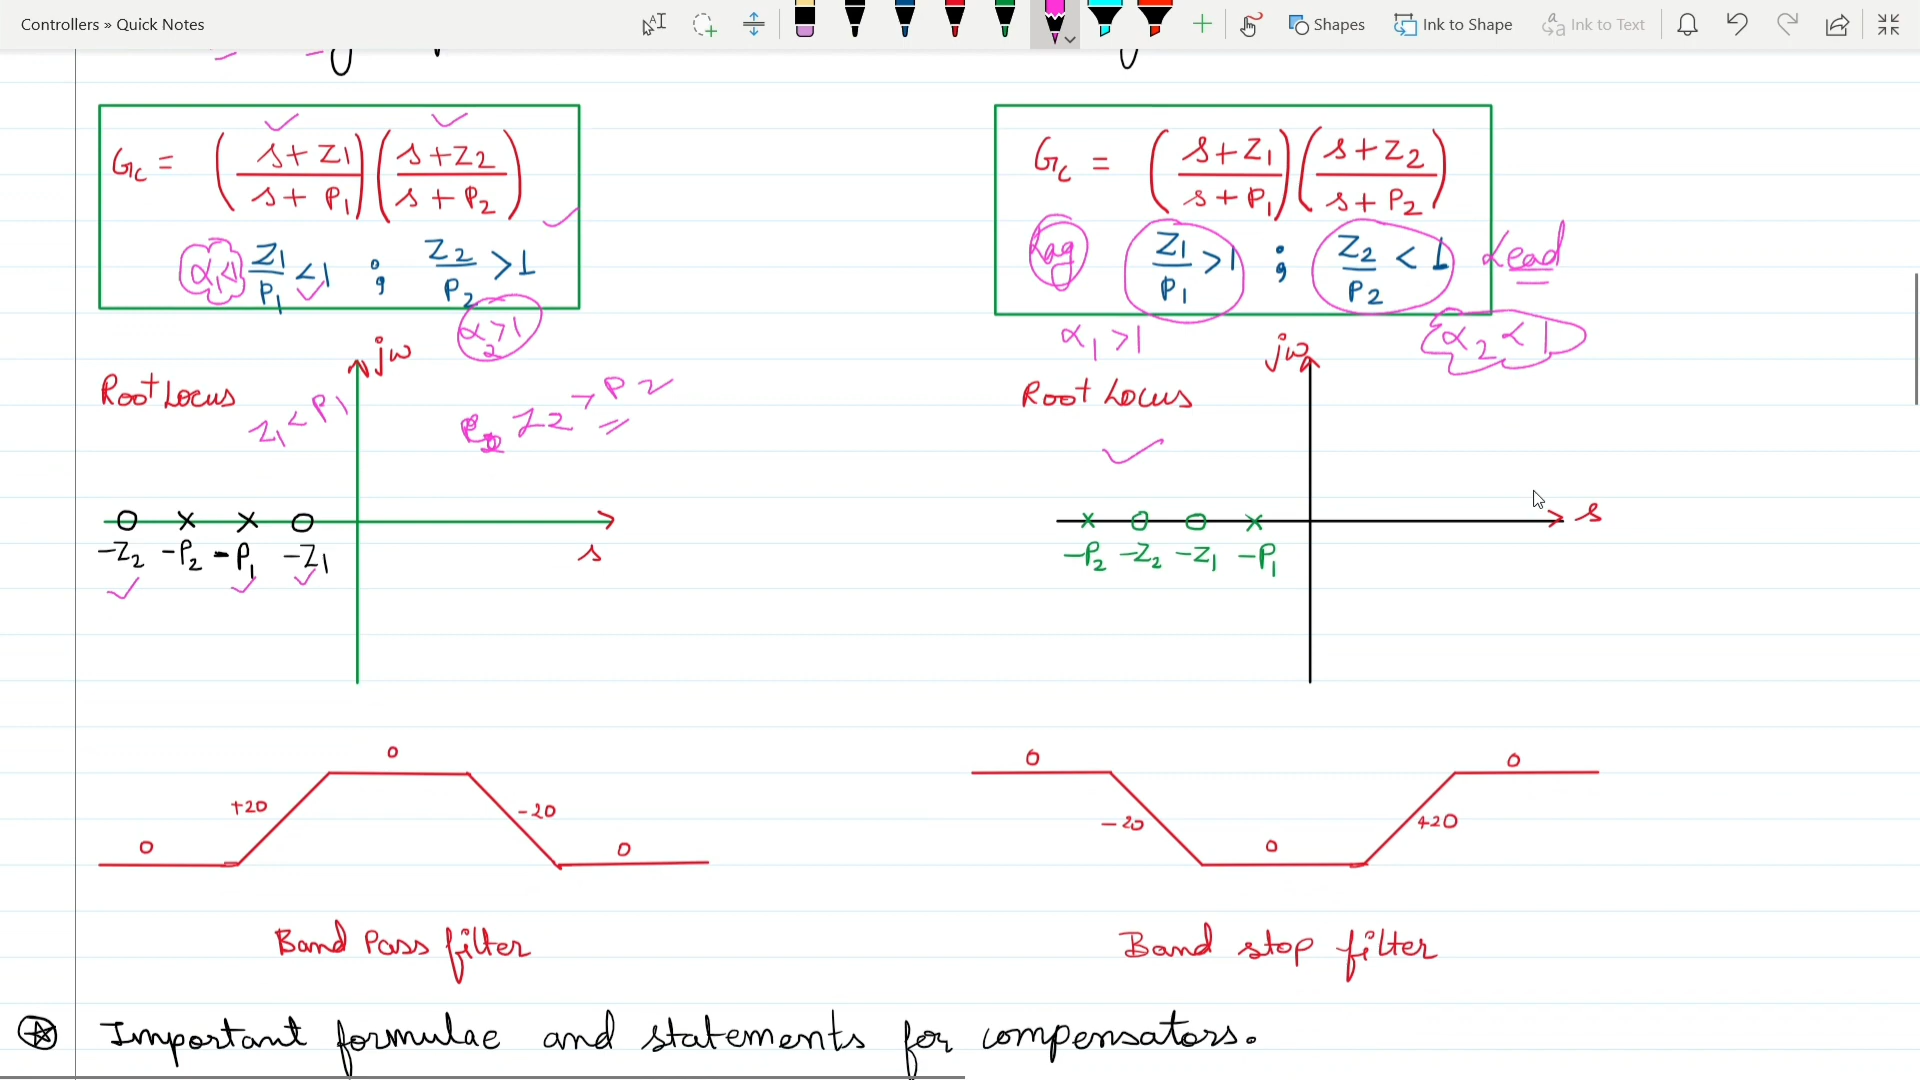 Controllers » Quick Notes
Shapes
Ink to Shape
Ink to Text
Gc = (s+Z1 / s+P1) (s+Z2 / s+P2)
α1<1 Z1/P1 < 1 ; Z2/P2 > 1
α2>1
jω
Root Locus
Z1 < P1
Z2 > P2
-Z2 -P2 -P1 -Z1
s
0
+20
-20
0
0
Band Pass filter
Gc = (s+Z1 / s+P1) (s+Z2 / s+P2)
Lag Z1/P1 > 1 ; Z2/P2 < 1 Lead
α1 >1
α2 < 1
jω
Root Locus
s
-P2 -Z2 -Z1 -P1
0
0
-20
+20
0
Band stop filter
Important formulae and statements for compensators.